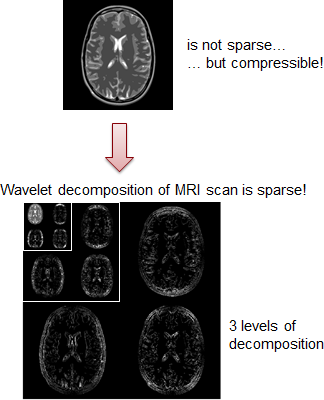 is not sparse...
... but compressible!
Wavelet decomposition of MRI scan is sparse!
3 levels of
decomposition